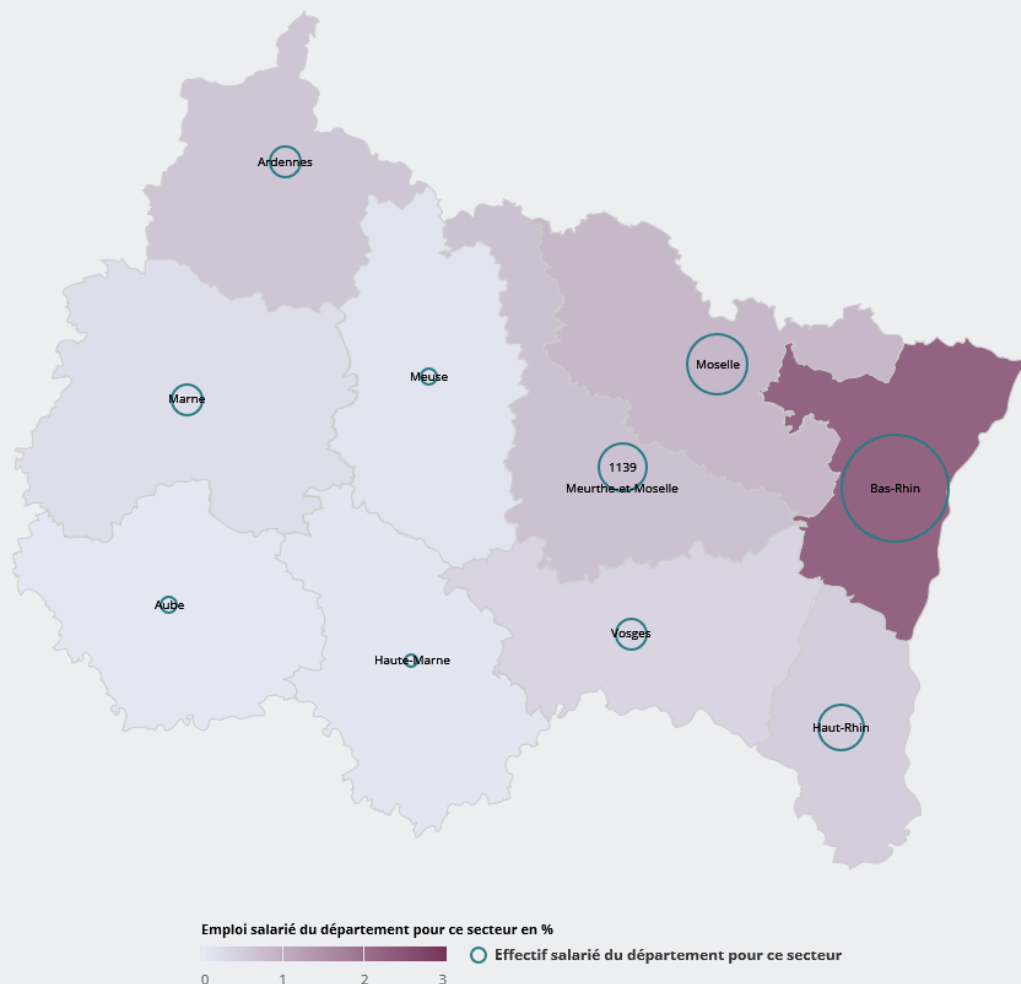 Ardennes
Moselle
Meuse
Marne
1139
Meurthe-et-Moselle
Bas-Rhin
Aube
Vosges
Haute-Marne
Haut-Rhin
Emploi salarié du département pour ce secteur en %
Effectif salarié du département pour ce secteur
0 1 2 3